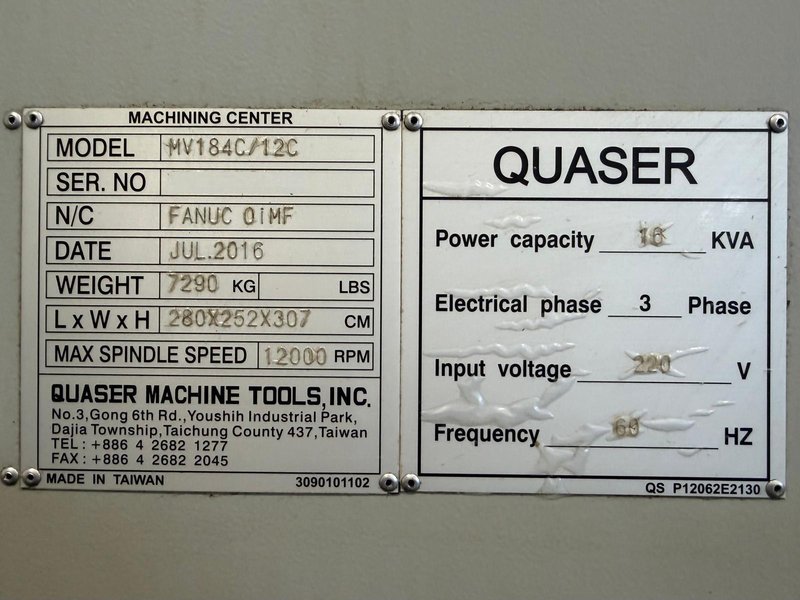 MACHINING CENTER
MODEL MV184C/12C
SER. NO
N/C FANUC 0iMF
DATE JUL.2016
WEIGHT 7290 KG LBS
L x W x H 280X252X307 CM
MAX SPINDLE SPEED 12000 RPM
QUASER MACHINE TOOLS,INC.
No.3,Gong 6th Rd.,Youshih Industrial Park,
Dajia Township,Taichung County 437,Taiwan
TEL : +886 4 2682 1277
FAX : +886 4 2682 2045
MADE IN TAIWAN 3090101102
QUASER
Power capacity KVA
Electrical phase 3 Phase
Input voltage 220 V
Frequency 60 HZ
QS P12062E2130